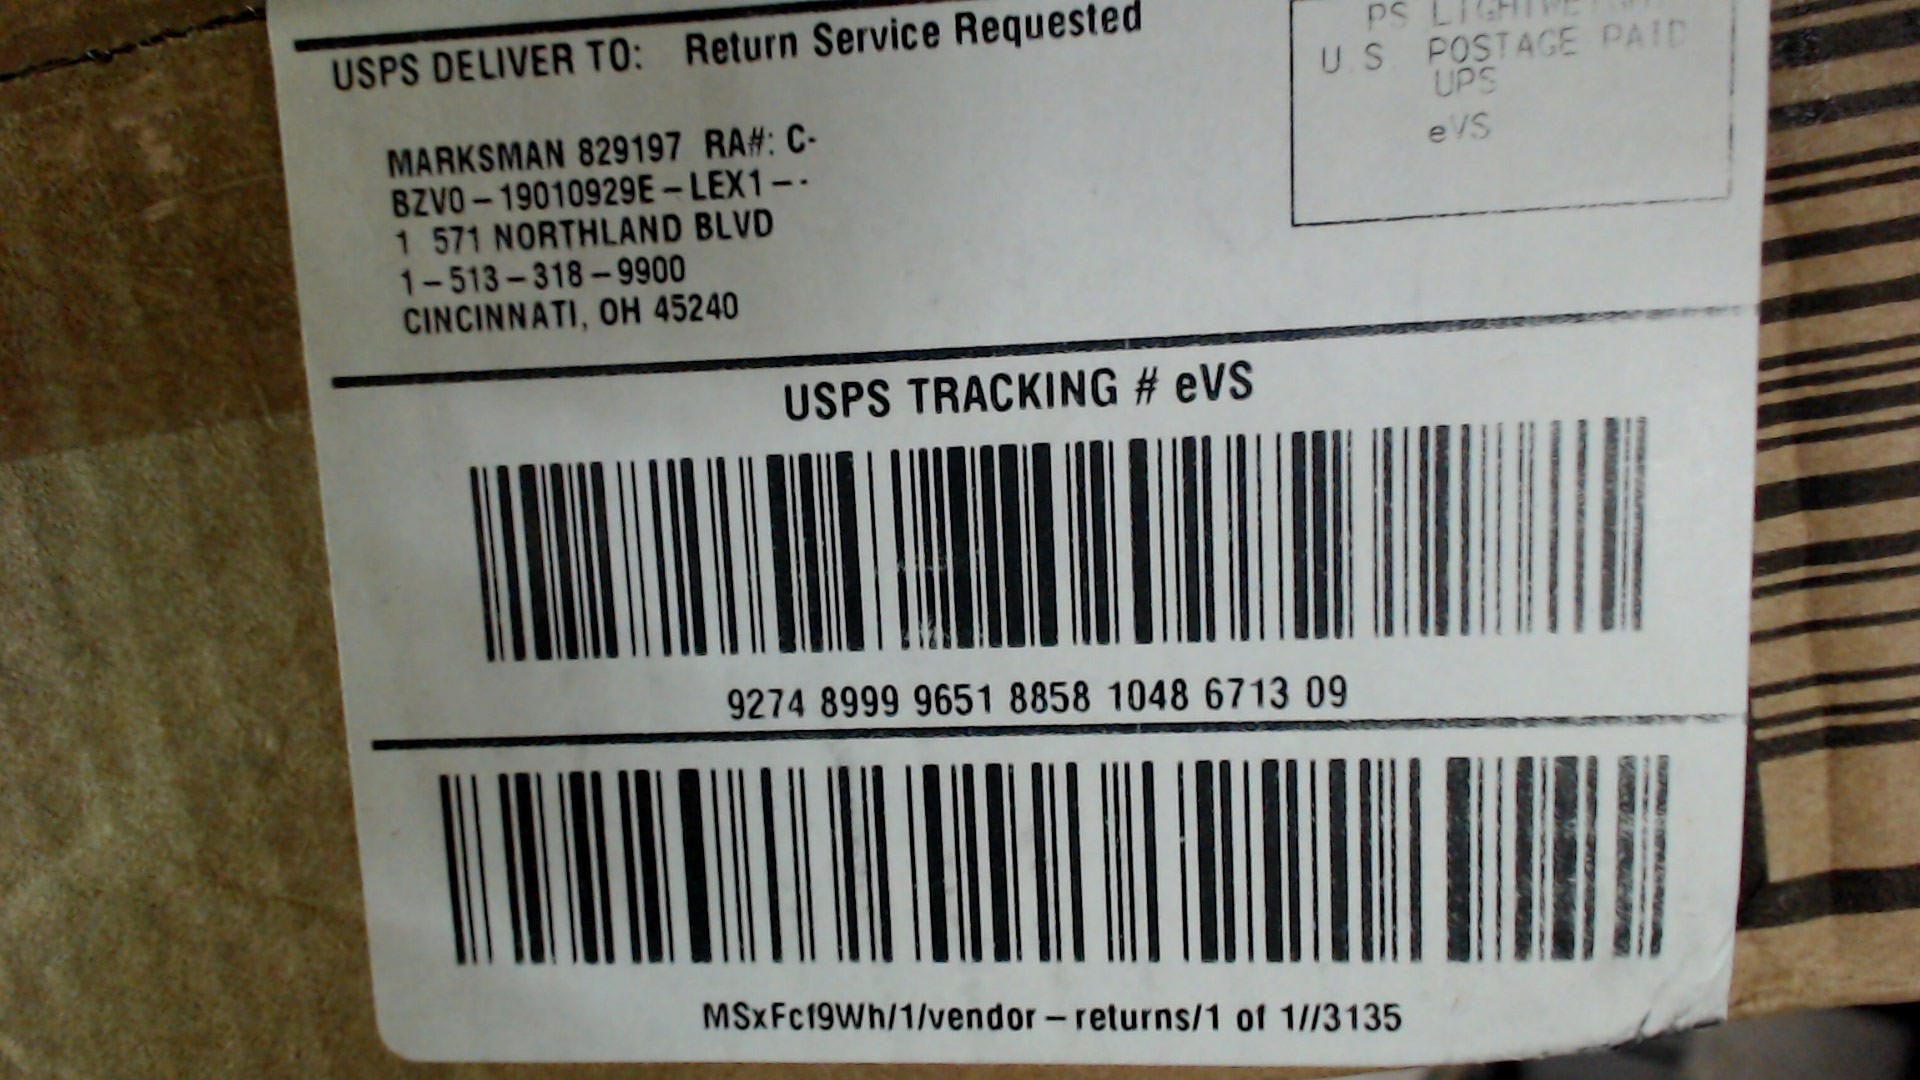 USPS DELIVER TO: Return Service Requested
PS LIGHTWEIGHT
U.S. POSTAGE PAID
UPS
eVS
MARKSMAN 829197 RA#: C-
BZV0-19010929E-LEX1--
1 571 NORTHLAND BLVD
1-513-318-9900
CINCINNATI, OH 45240
USPS TRACKING # eVS
9274 8999 9651 8858 1048 6713 09
MSxFcf9Wh/1/vendor-returns/1 of 1//3135